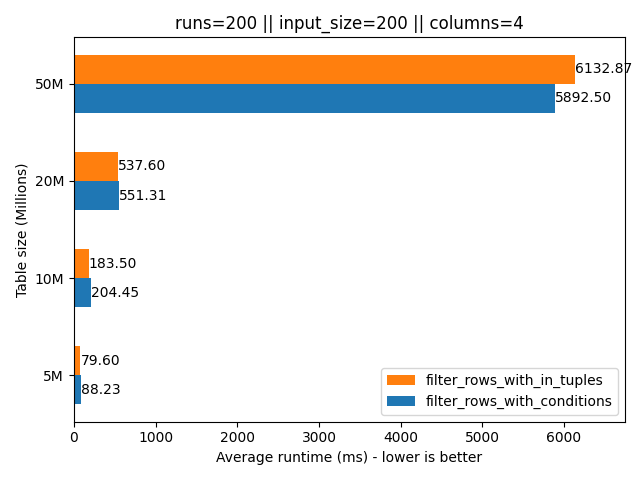 runs=200 || input_size=200 || columns=4
Table size (Millions)
50M
6132.87
5892.50
20M
537.60
551.31
10M
183.50
204.45
5M
79.60
88.23
filter_rows_with_in_tuples
filter_rows_with_conditions
0 1000 2000 3000 4000 5000 6000
Average runtime (ms) - lower is better